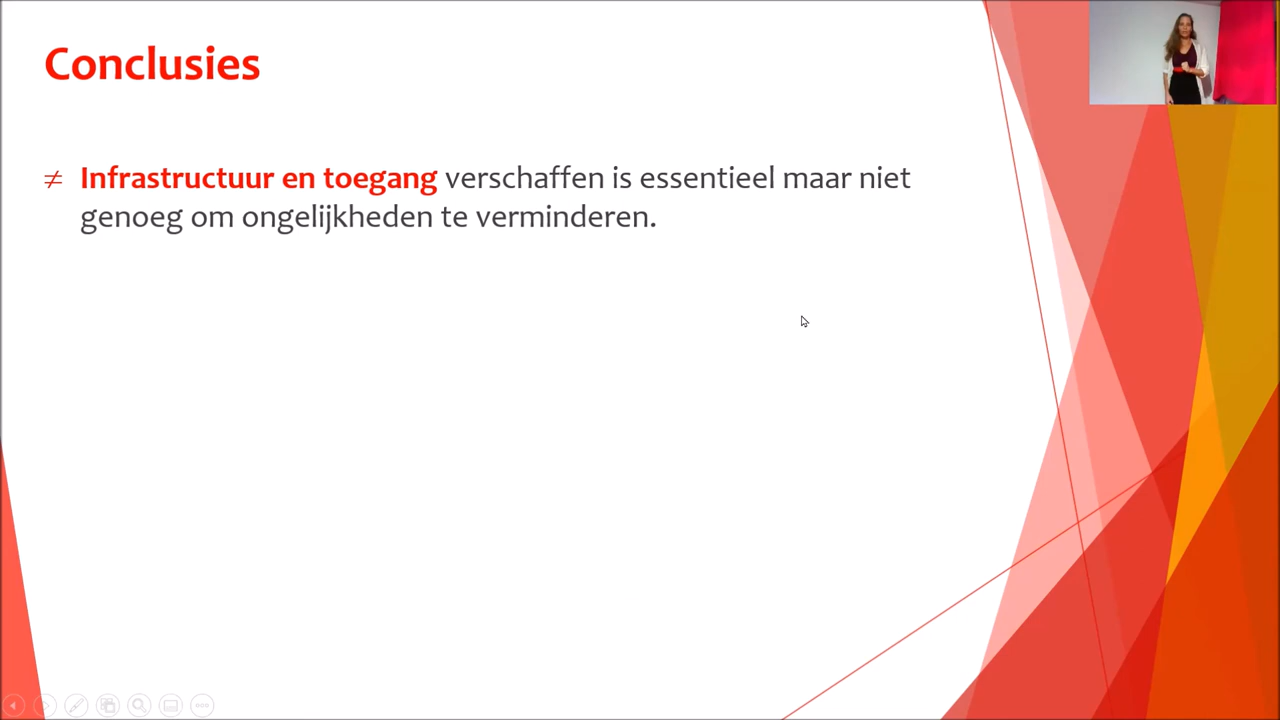 Conclusies
≠ Infrastructuur en toegang verschaffen is essentieel maar niet
genoeg om ongelijkheden te verminderen.